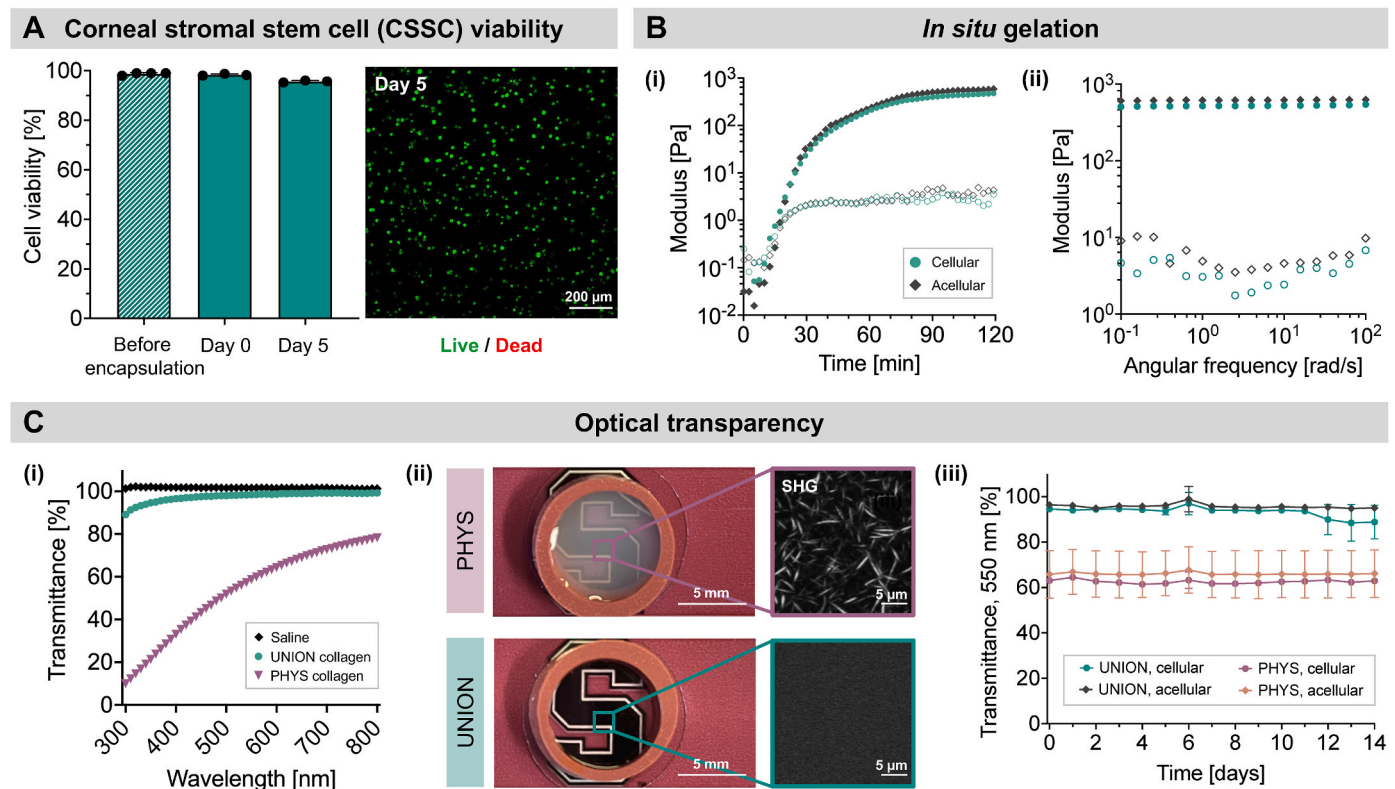 A Corneal stromal stem cell (CSSC) viability
Cell viability [%]
100
80
60
40
20
0
Before
encapsulation
Day 0
Day 5
Day 5
200 µm
Live / Dead
B In situ gelation
(i)
Modulus [Pa]
10³
10²
10¹
10⁰
10⁻¹
10⁻²
0 30 60 90 120
Time [min]
Cellular
Acellular
(ii)
Modulus [Pa]
10³
10²
10¹
10⁰
10⁻¹ 10⁰ 10¹ 10²
Angular frequency [rad/s]
C Optical transparency
(i)
Transmittance [%]
100
80
60
40
20
0
300 400 500 600 700 800
Wavelength [nm]
Saline
UNION collagen
PHYS collagen
(ii)
PHYS
5 mm
SHG
5 µm
UNION
5 mm
5 µm
(iii)
Transmittance, 550 nm [%]
100
80
60
40
20
0
0 2 4 6 8 10 12 14
Time [days]
UNION, cellular
UNION, acellular
PHYS, cellular
PHYS, acellular